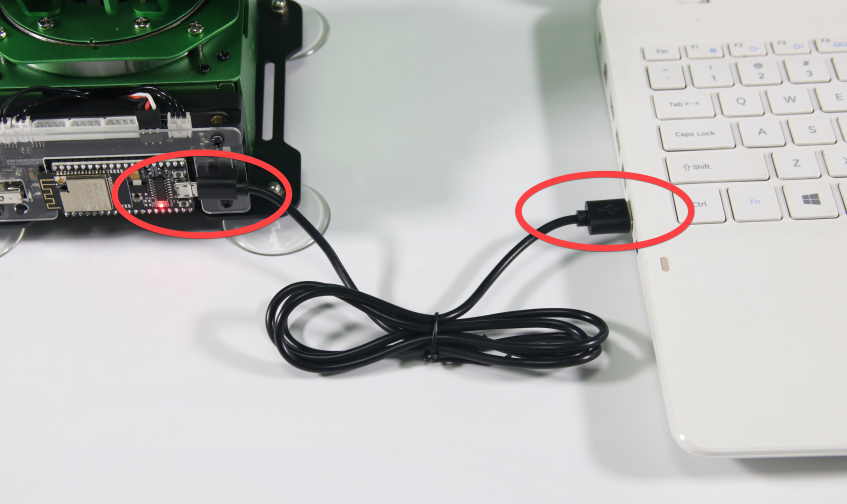 Esc F1 F2 F3 F4
~ ! 1 @ 2 # 3
Tab Q W E
Caps Lock A S
⇧ Shift Z X
Ctrl Fn